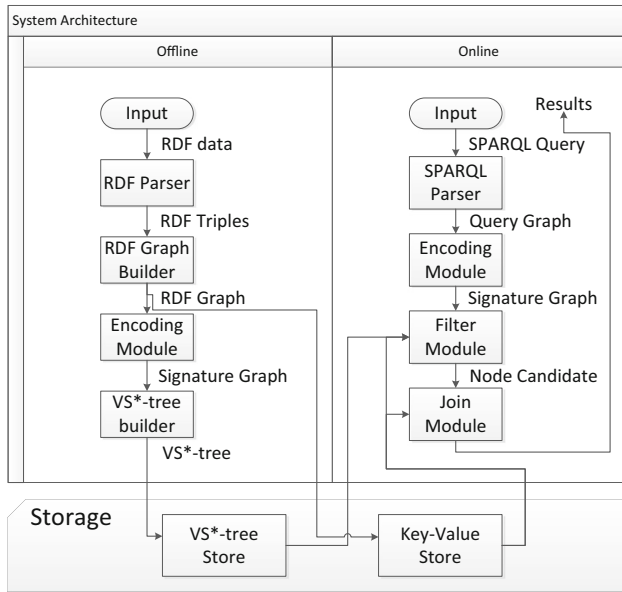 System Architecture
Offline
Online
Input
RDF data
RDF Parser
RDF Triples
RDF Graph
Builder
RDF Graph
Encoding
Module
Signature Graph
VS*-tree
builder
VS*-tree
Input
Results
SPARQL Query
SPARQL
Parser
Query Graph
Encoding
Module
Signature Graph
Filter
Module
Node Candidate
Join
Module
Storage
VS*-tree
Store
Key-Value
Store